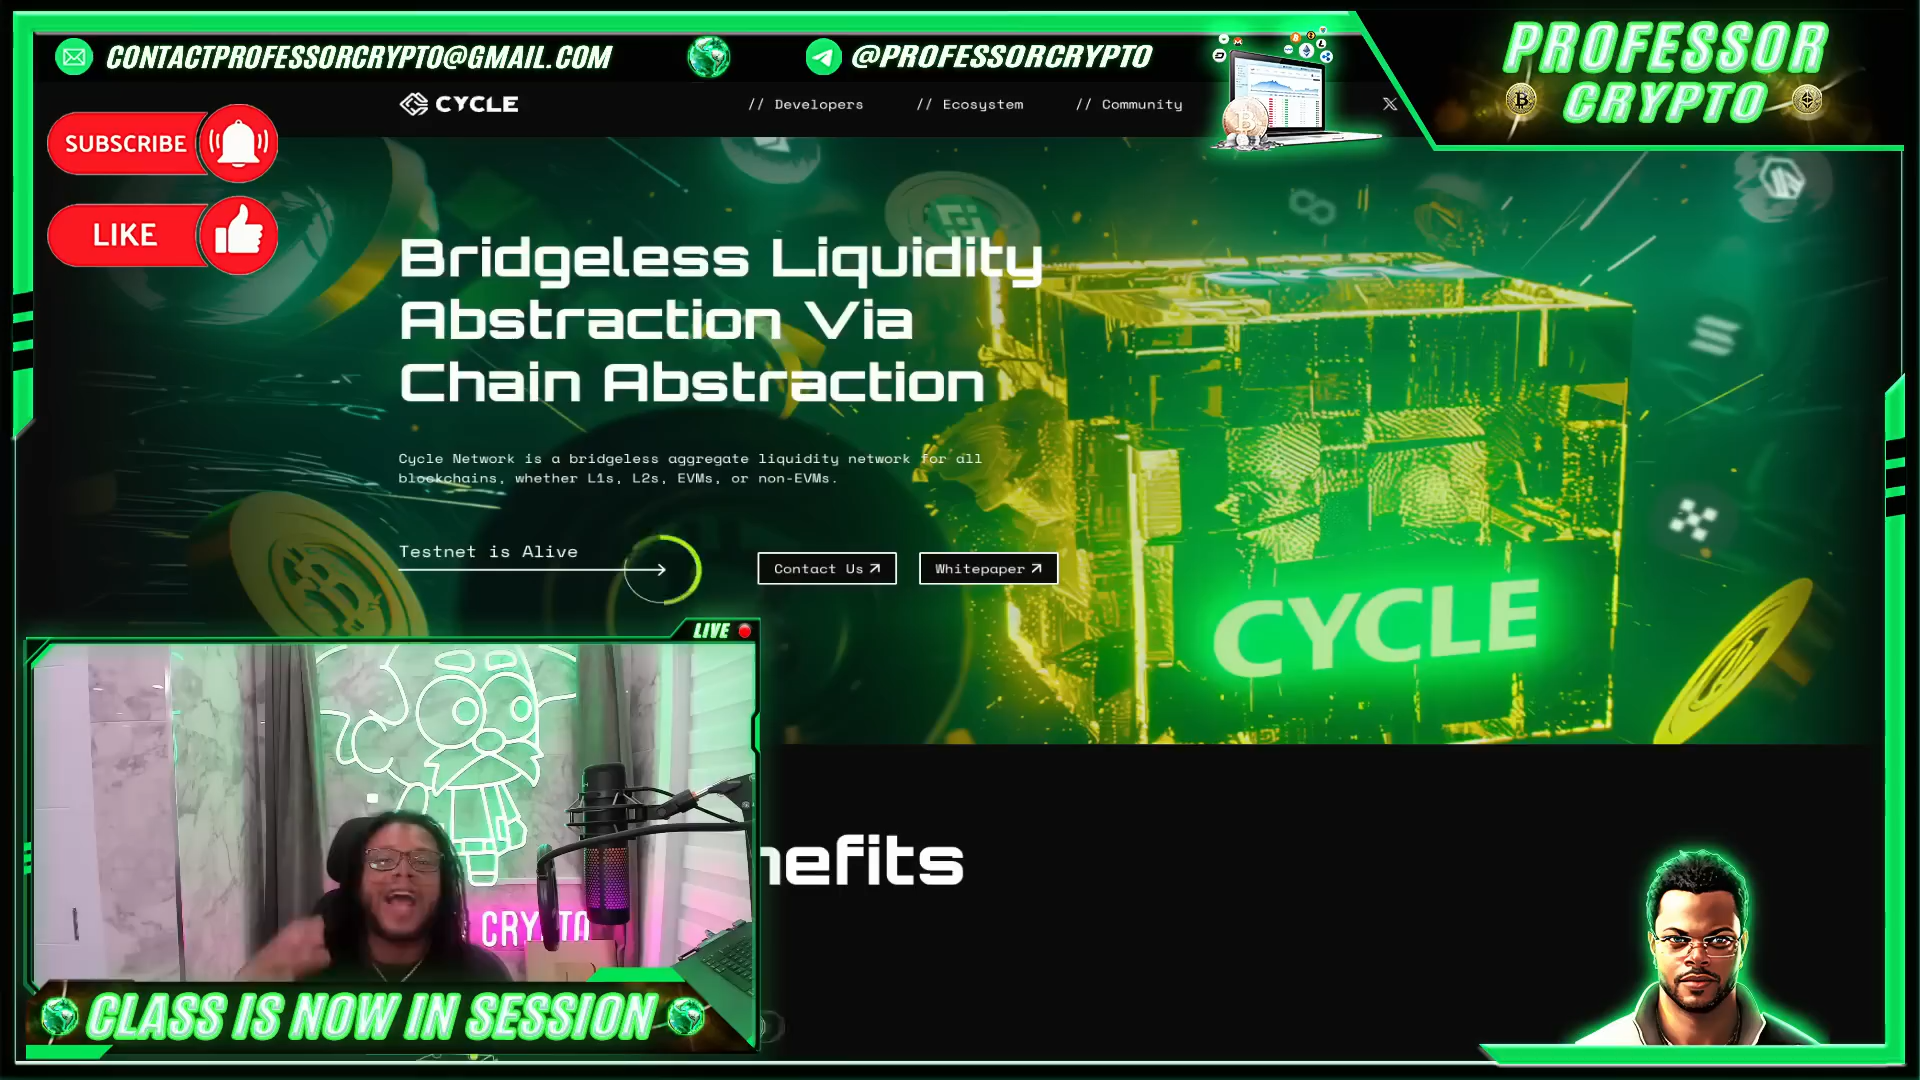 CONTACTPROFESSORCRYPTO@GMAIL.COM
@PROFESSORCRYPTO
PROFESSOR
CRYPTO
CYCLE
// Developers
// Ecosystem
// Community
SUBSCRIBE
LIKE
Bridgeless Liquidity
Abstraction Via
Chain Abstraction
Cycle Network is a bridgeless aggregate liquidity network for all
blockchains, whether L1s, L2s, EVMs, or non-EVMs.
Testnet is Alive
Contact Us
Whitepaper
CYCLE
LIVE
nefits
CRYPTO
CLASS IS NOW IN SESSION